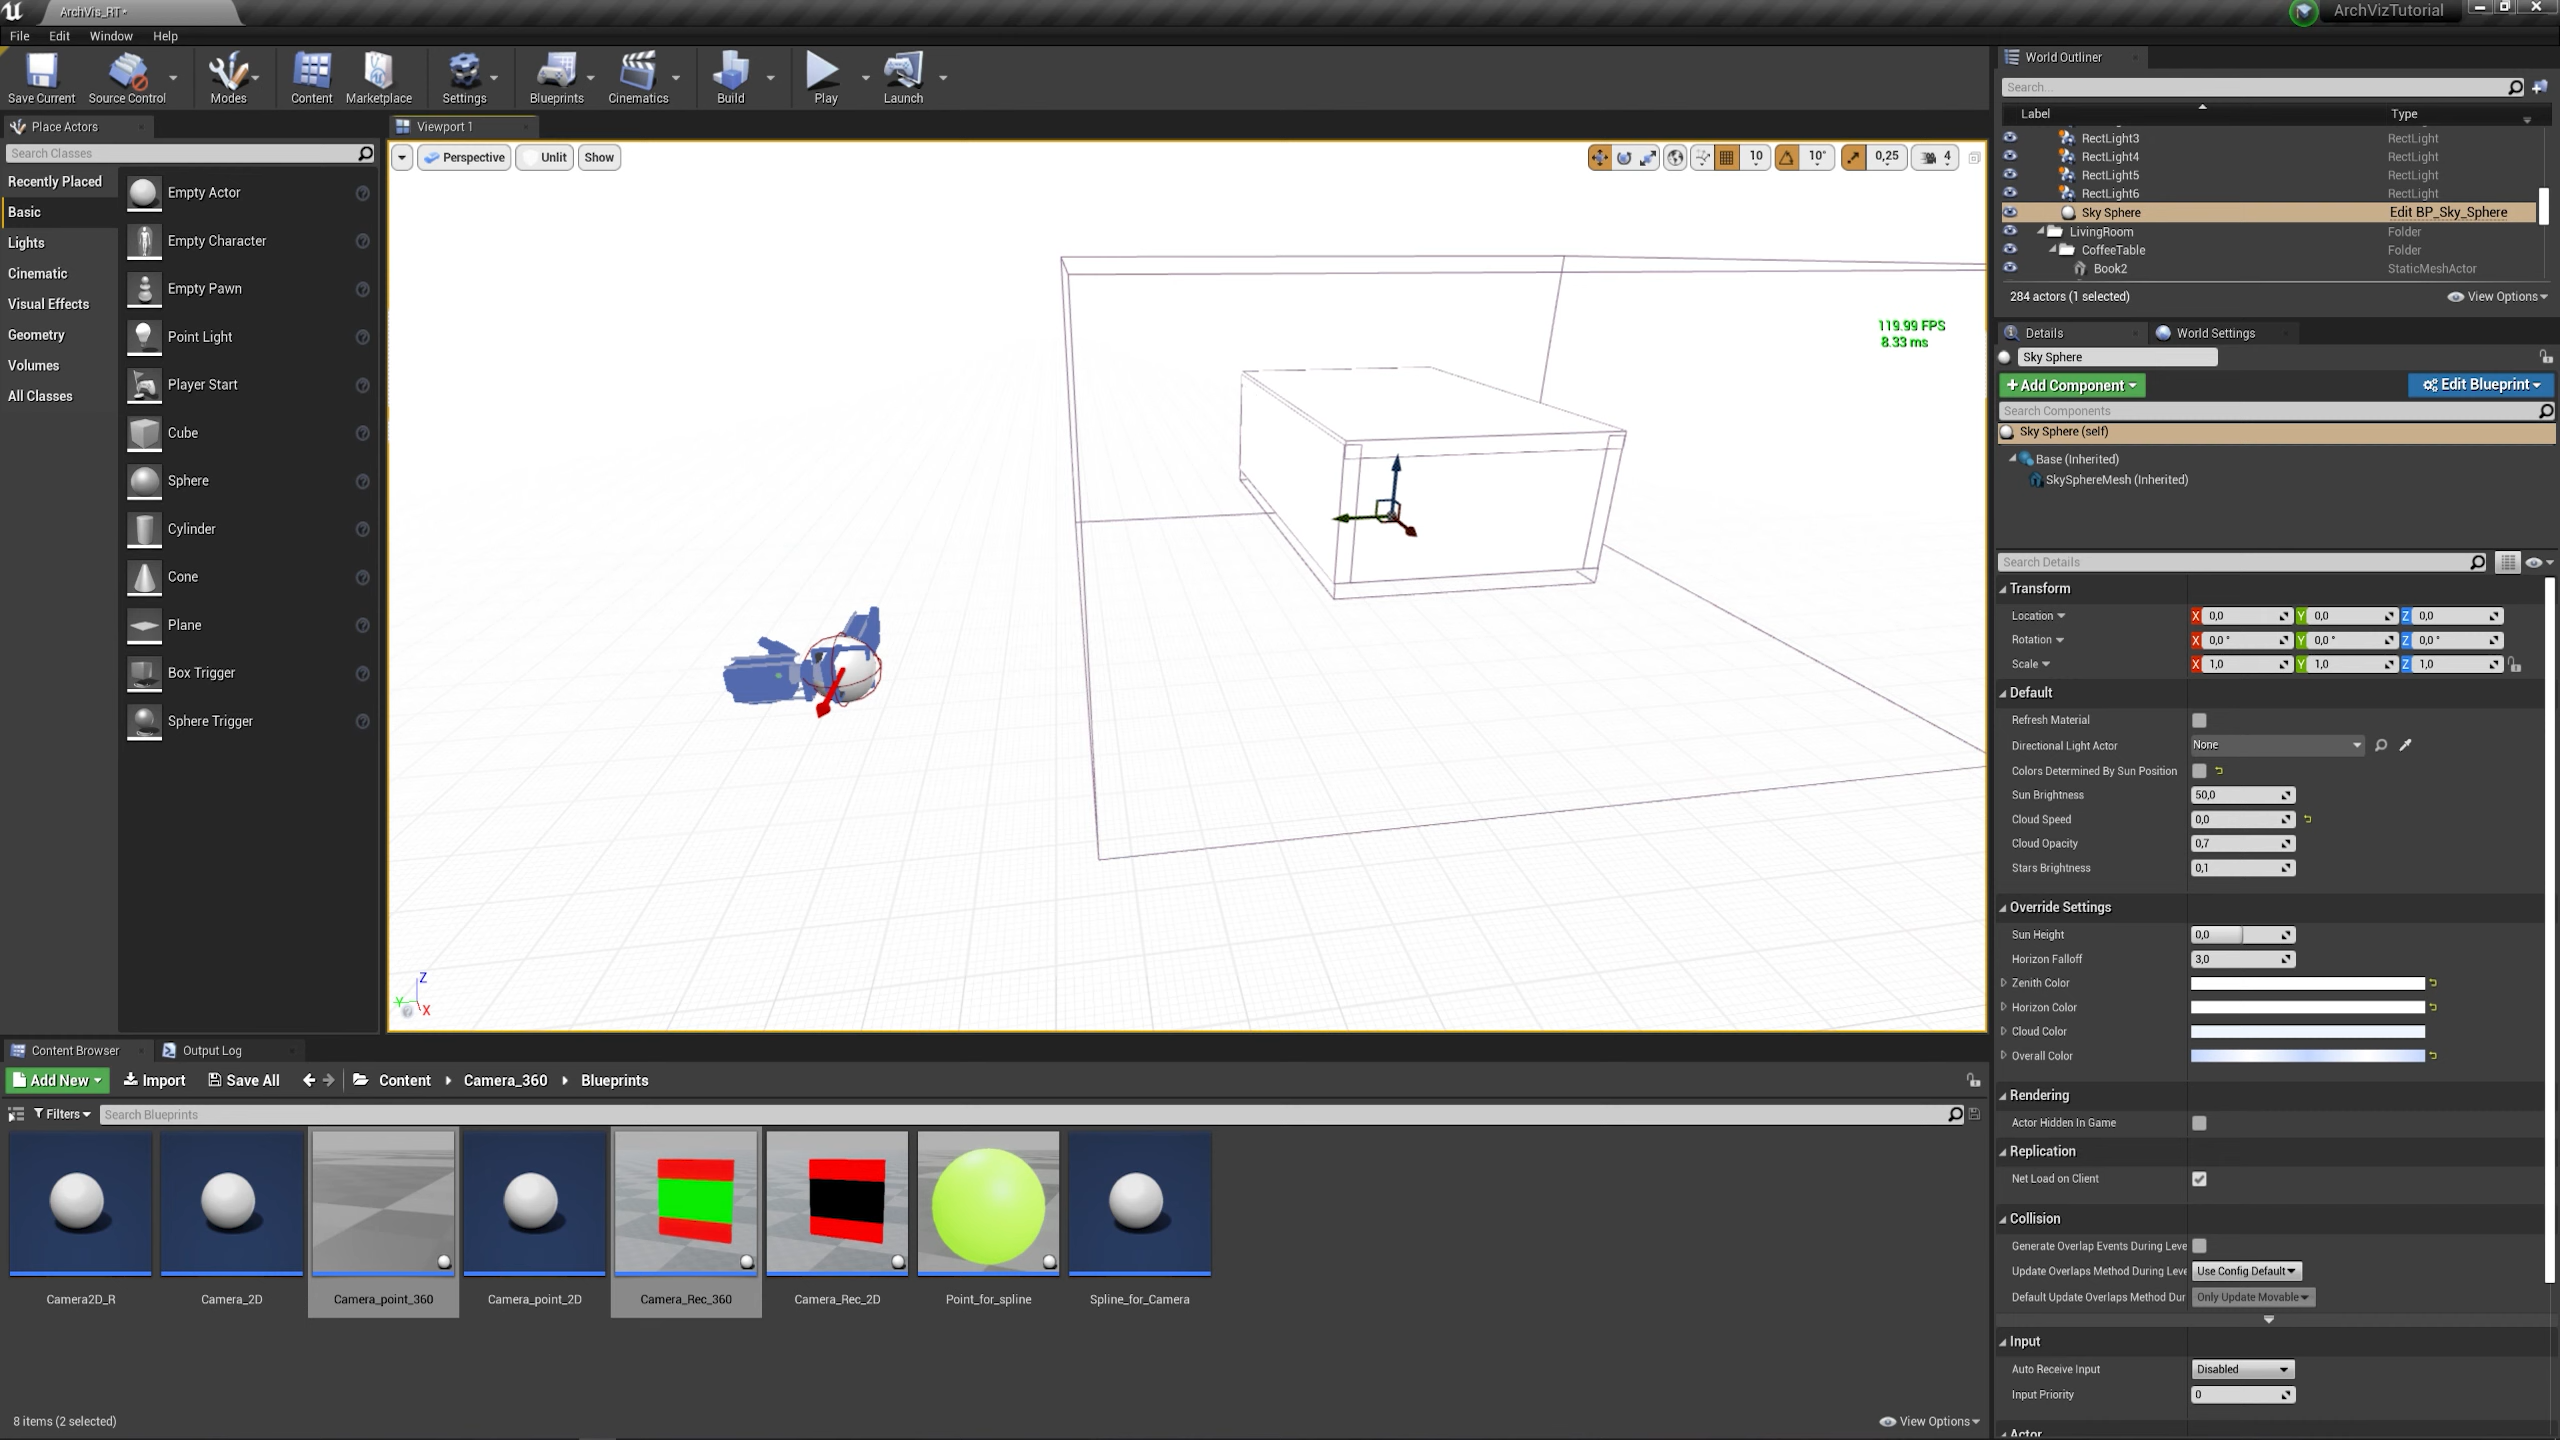 ArchVis_RT*
ArchVizTutorial
File Edit Window Help
Save Current Source Control Modes Content Marketplace Settings Blueprints Cinematics Build Play Launch
Place Actors
Search Classes
Recently Placed
Basic
Lights
Cinematic
Visual Effects
Geometry
Volumes
All Classes
Empty Actor
Empty Character
Empty Pawn
Point Light
Player Start
Cube
Sphere
Cylinder
Cone
Plane
Box Trigger
Sphere Trigger
Viewport 1
Perspective Unlit Show
10 10° 0,25 4
119.99 FPS
8.33 ms
Z
Y
X
World Outliner
Search...
Label Type
RectLight3 RectLight
RectLight4 RectLight
RectLight5 RectLight
RectLight6 RectLight
Sky Sphere Edit BP_Sky_Sphere
LivingRoom Folder
CoffeeTable Folder
Book2 StaticMeshActor
284 actors (1 selected) View Options
Details World Settings
Sky Sphere
+Add Component Edit Blueprint
Search Components
Sky Sphere (self)
Base (Inherited)
SkySphereMesh (Inherited)
Search Details
Transform
Location X 0,0 Y 0,0 Z 0,0
Rotation X 0,0 ° Y 0,0 ° Z 0,0 °
Scale X 1,0 Y 1,0 Z 1,0
Default
Refresh Material
Directional Light Actor None
Colors Determined By Sun Position
Sun Brightness 50,0
Cloud Speed 0,0
Cloud Opacity 0,7
Stars Brightness 0,1
Override Settings
Sun Height 0,0
Horizon Falloff 3,0
Zenith Color
Horizon Color
Cloud Color
Overall Color
Rendering
Actor Hidden In Game
Replication
Net Load on Client
Collision
Generate Overlap Events During Leve
Update Overlaps Method During Leve Use Config Default
Default Update Overlaps Method Dur Only Update Movable
Input
Auto Receive Input Disabled
Input Priority 0
Actor
Content Browser Output Log
Add New Import Save All Content Camera_360 Blueprints
Filters Search Blueprints
Camera2D_R Camera_2D Camera_point_360 Camera_point_2D Camera_Rec_360 Camera_Rec_2D Point_for_spline Spline_for_Camera
8 items (2 selected) View Options